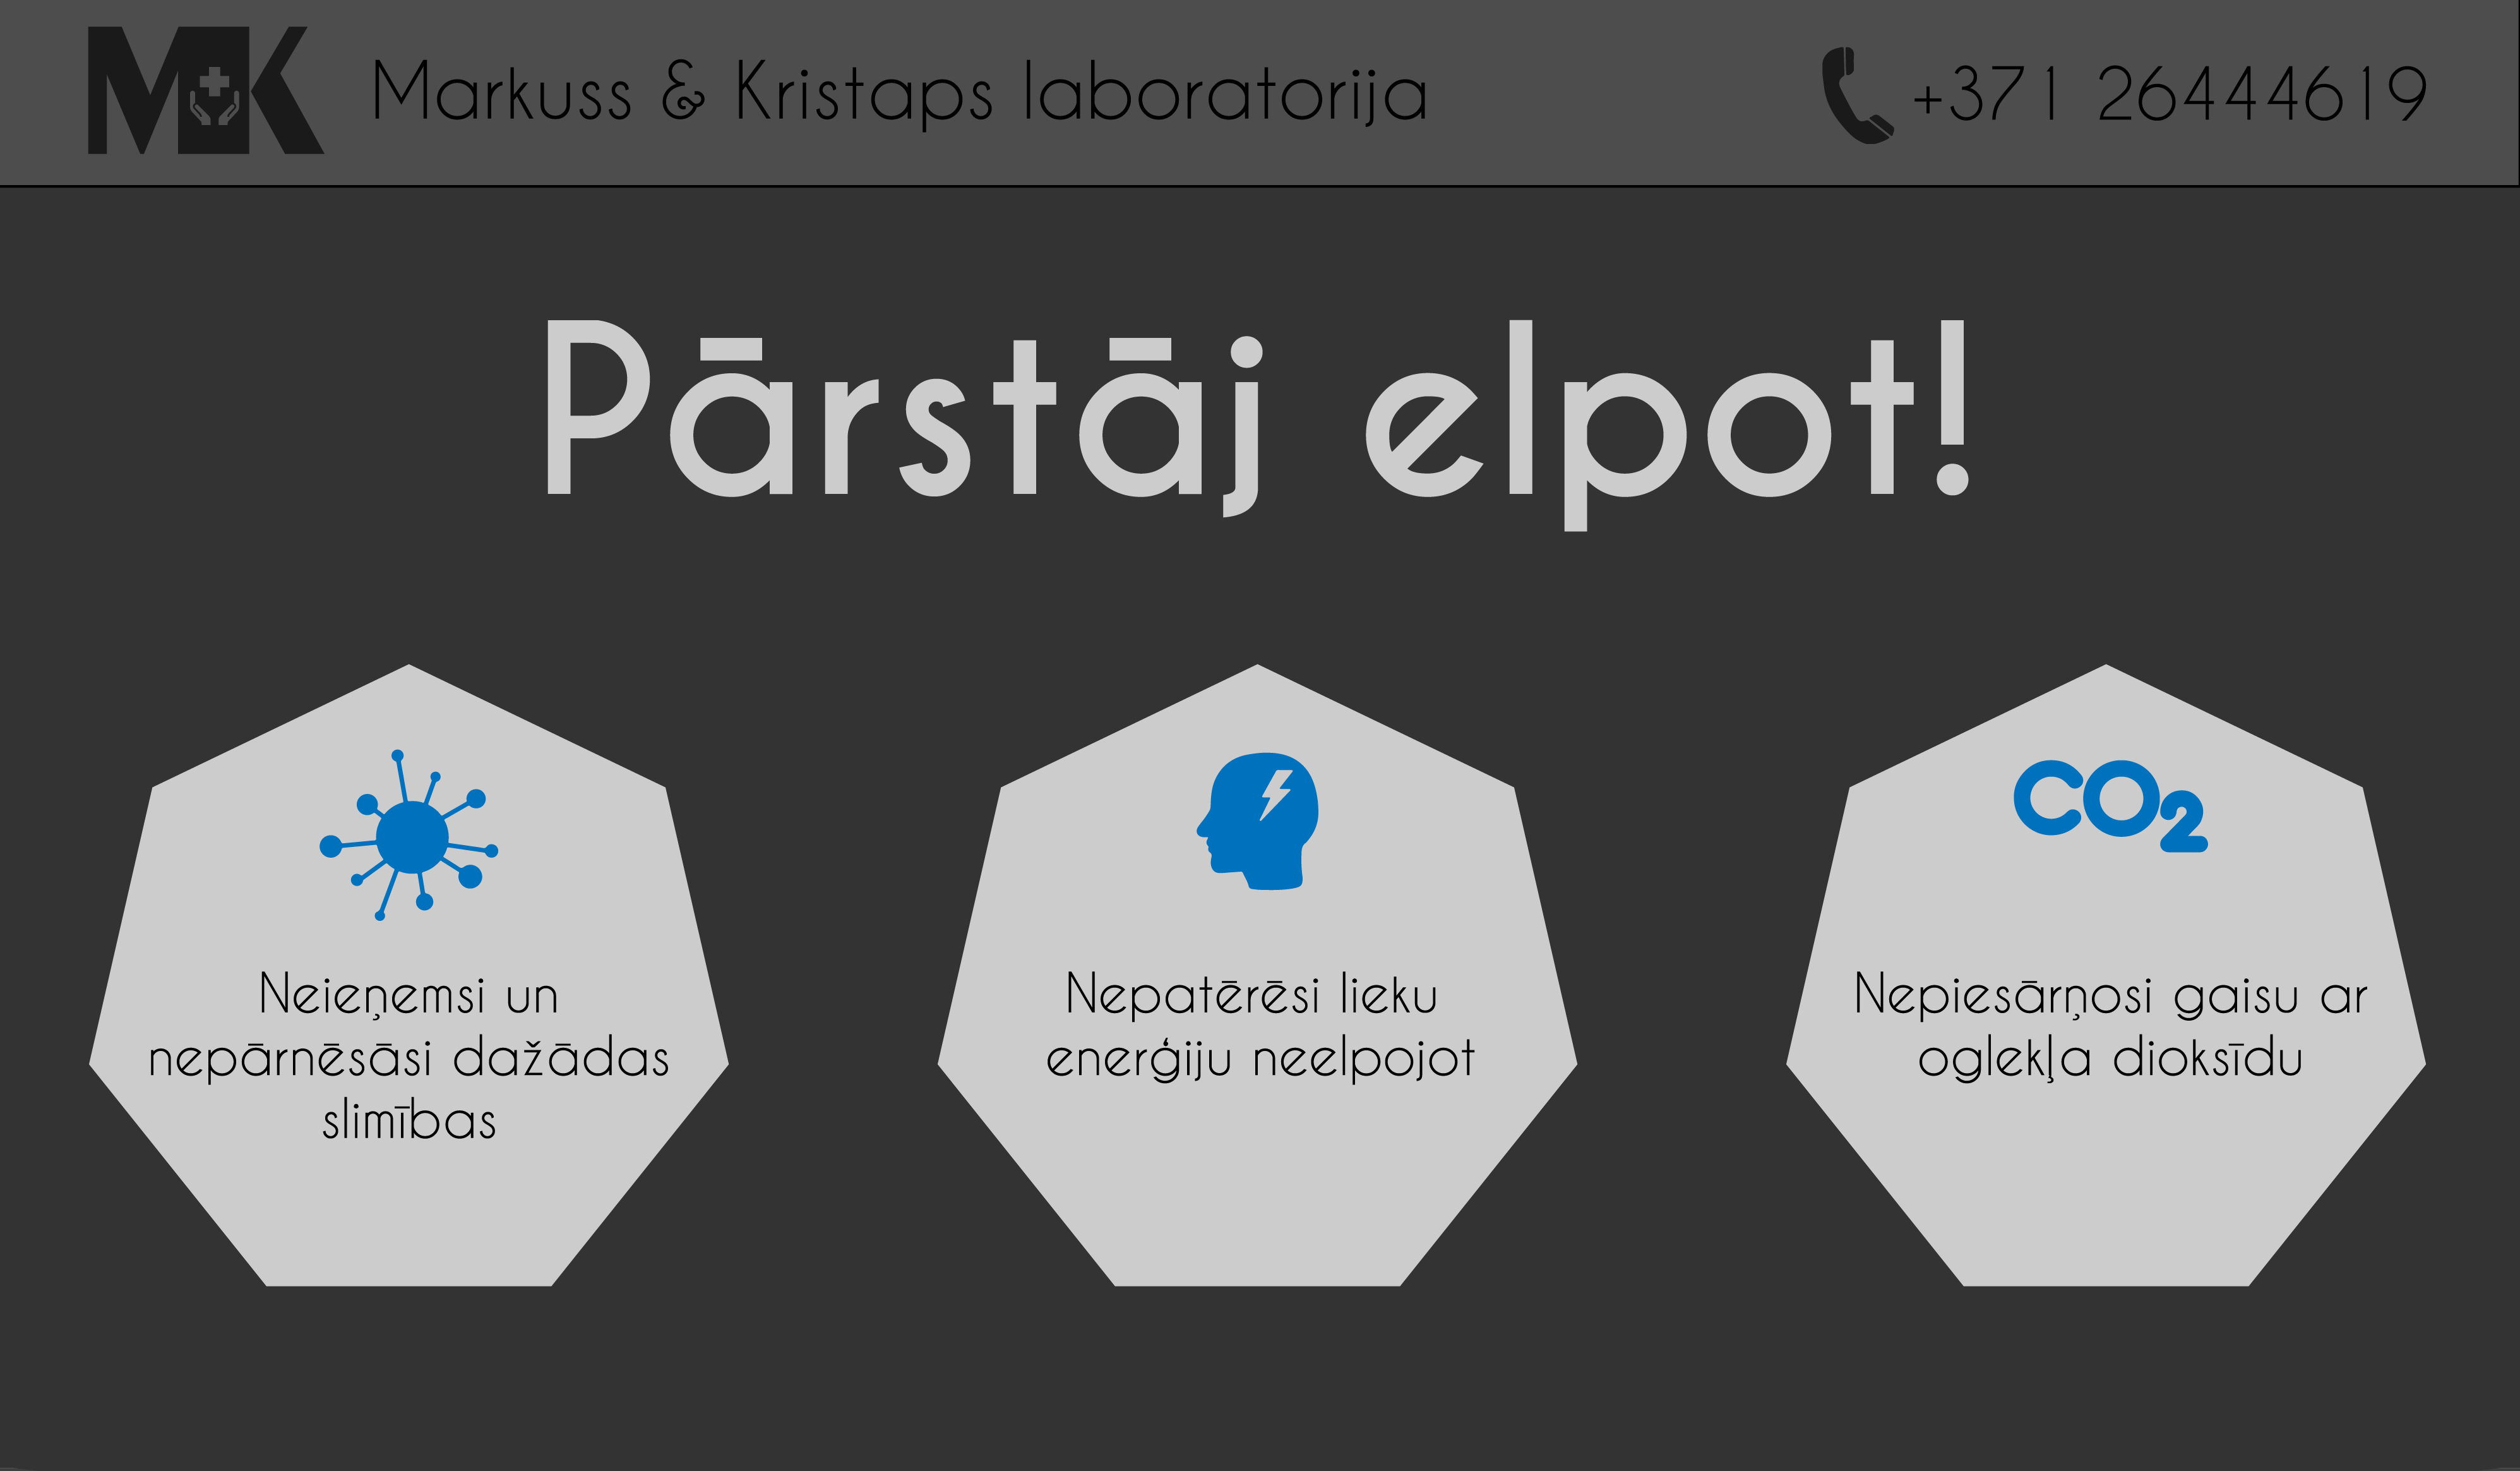 MK Markuss & Kristaps laboratorija +371 26444619
Pārstāj elpot!
CO2
Neieņemsi un
nepārnēsāsi dažādas
slimības
Nepatērēsi lieku
enerģiju neelpojot
Nepiesārņosi gaisu ar
oglekļa dioksīdu